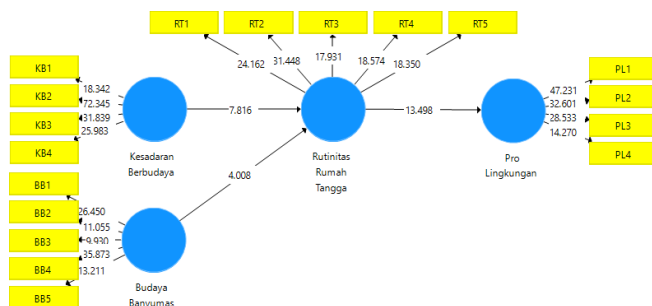 RT1 RT2 RT3 RT4 RT5
24.162 31.448 17.931 18.574 18.350
KB1
KB2
KB3
KB4
18.342
72.345
31.839
25.983
Kesadaran
Berbudaya
7.816
Rutinitas
Rumah
Tangga
13.498
Pro
Lingkungan
47.231
32.601
28.533
14.270
PL1
PL2
PL3
PL4
4.008
BB1
BB2
BB3
BB4
BB5
26.450
11.055
9.930
35.873
13.211
Budaya
Banyumas